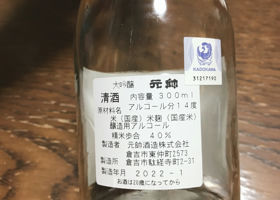 大吟醸 元帥
清酒 内容量 300ml
原材料名 アルコール分14度
米(国産)米麹(国産米)
醸造用アルコール
精米歩合 40%
製造者 元帥酒造株式会社
倉吉市東仲町2573
製造所 倉吉市駄経寺町2-31
製造年月 2022-1
お酒は20歳になってから
KADOKAWA
31217192